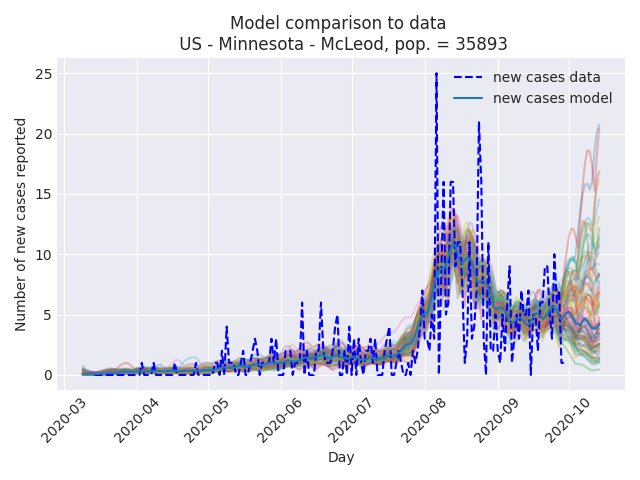 Model comparison to data
US - Minnesota - McLeod, pop. = 35893
new cases data
new cases model
Number of new cases reported
25
20
15
10
5
0
2020-03
2020-04
2020-05
2020-06
2020-07
2020-08
2020-09
2020-10
Day